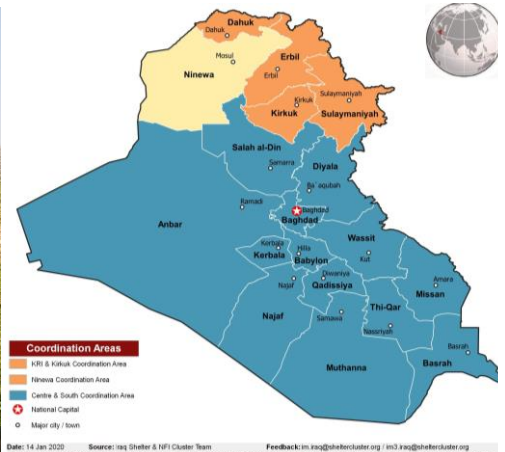 Dahuk
Dahuk
Mosul
Erbil
Ninewa
Erbil
Sulaymaniyah
Kirkuk
Kirkuk
Sulaymaniyah
Salah al-Din
Diyala
Samarra
Ba`aqubah
Ramadi
Baghdad
Baghdad
Anbar
Wassit
Kerbala
Hilla
Kerbala
Babylon
Kut
Diwaniya
Najaf
Qadissiya
Amara
Missan
Thi-Qar
Najaf
Samawa
Nassriyah
Basrah
Basrah
Muthanna
Coordination Areas
KRI & Kirkuk Coordination Area
Ninewa Coordination Area
Centre & South Coordination Area
National Capital
Major city / town
Date: 14 Jan 2020 Source: Iraq Shelter & NFI Cluster Team Feedback: im.iraq@sheltercluster.org / im3.iraq@sheltercluster.org